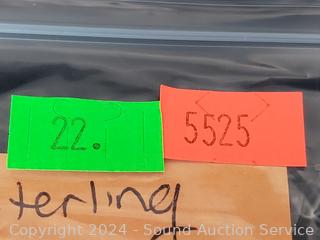 22.
5525
terling
Copyright 2024 - Sound Auction Service